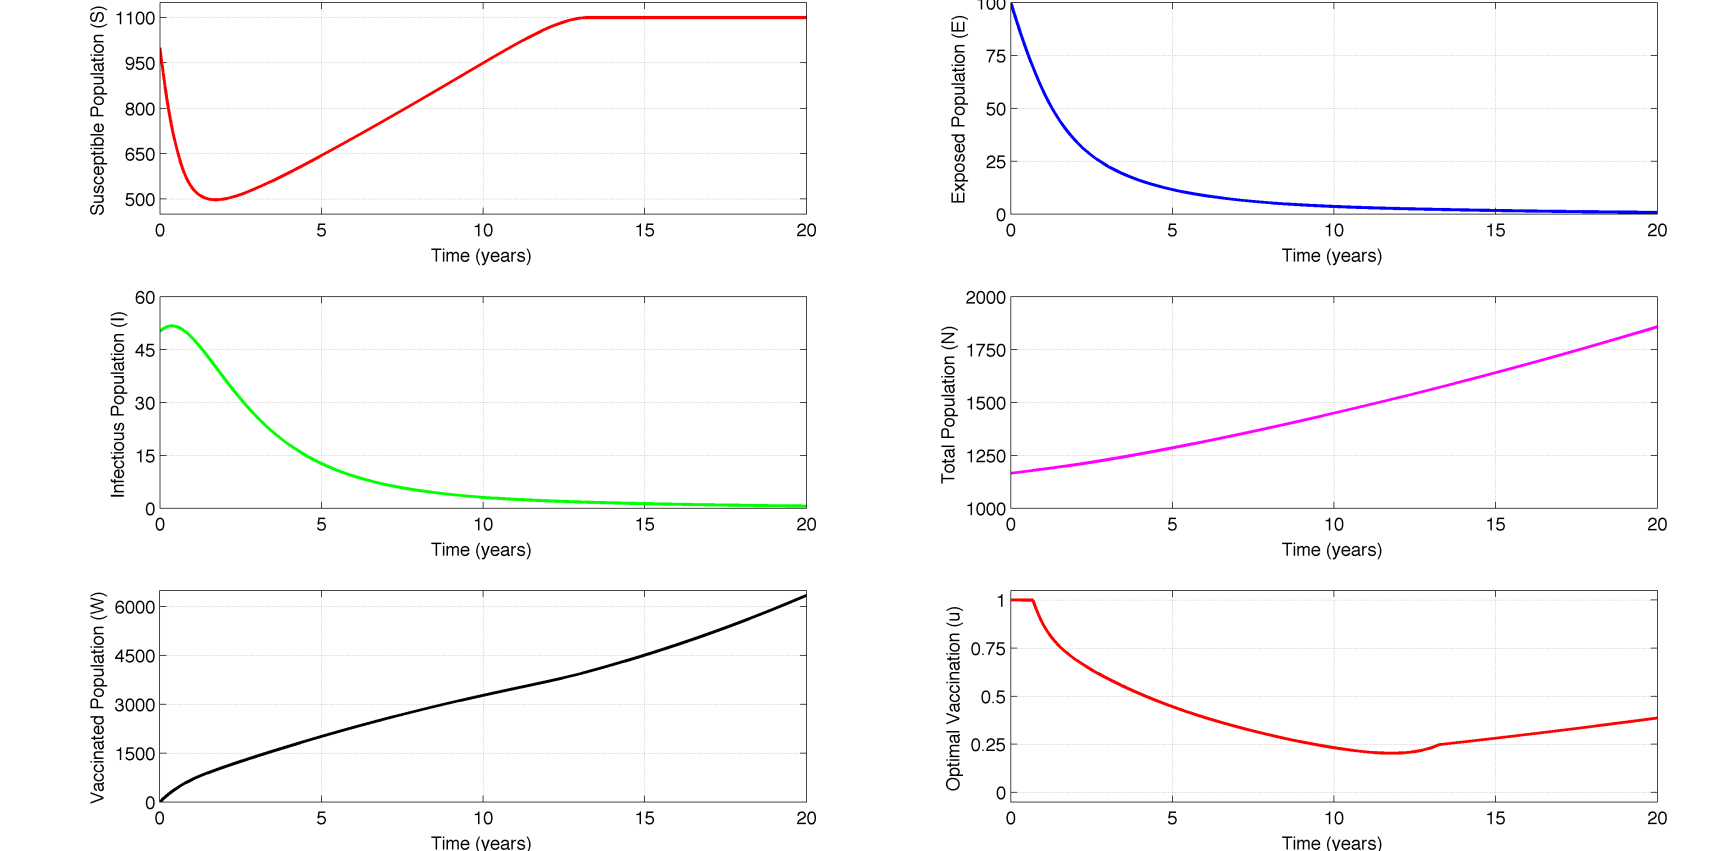 Susceptible Population (S)
1100
950
800
650
500
0 5 10 15 20
Time (years)
Exposed Population (E)
100
75
50
25
0
0 5 10 15 20
Time (years)
Infectious Population (I)
60
45
30
15
0
0 5 10 15 20
Time (years)
Total Population (N)
2000
1750
1500
1250
1000
0 5 10 15 20
Time (years)
Vaccinated Population (W)
6000
4500
3000
1500
0
0 5 10 15 20
Time (years)
Optimal Vaccination (u)
1
0.75
0.5
0.25
0
0 5 10 15 20
Time (years)